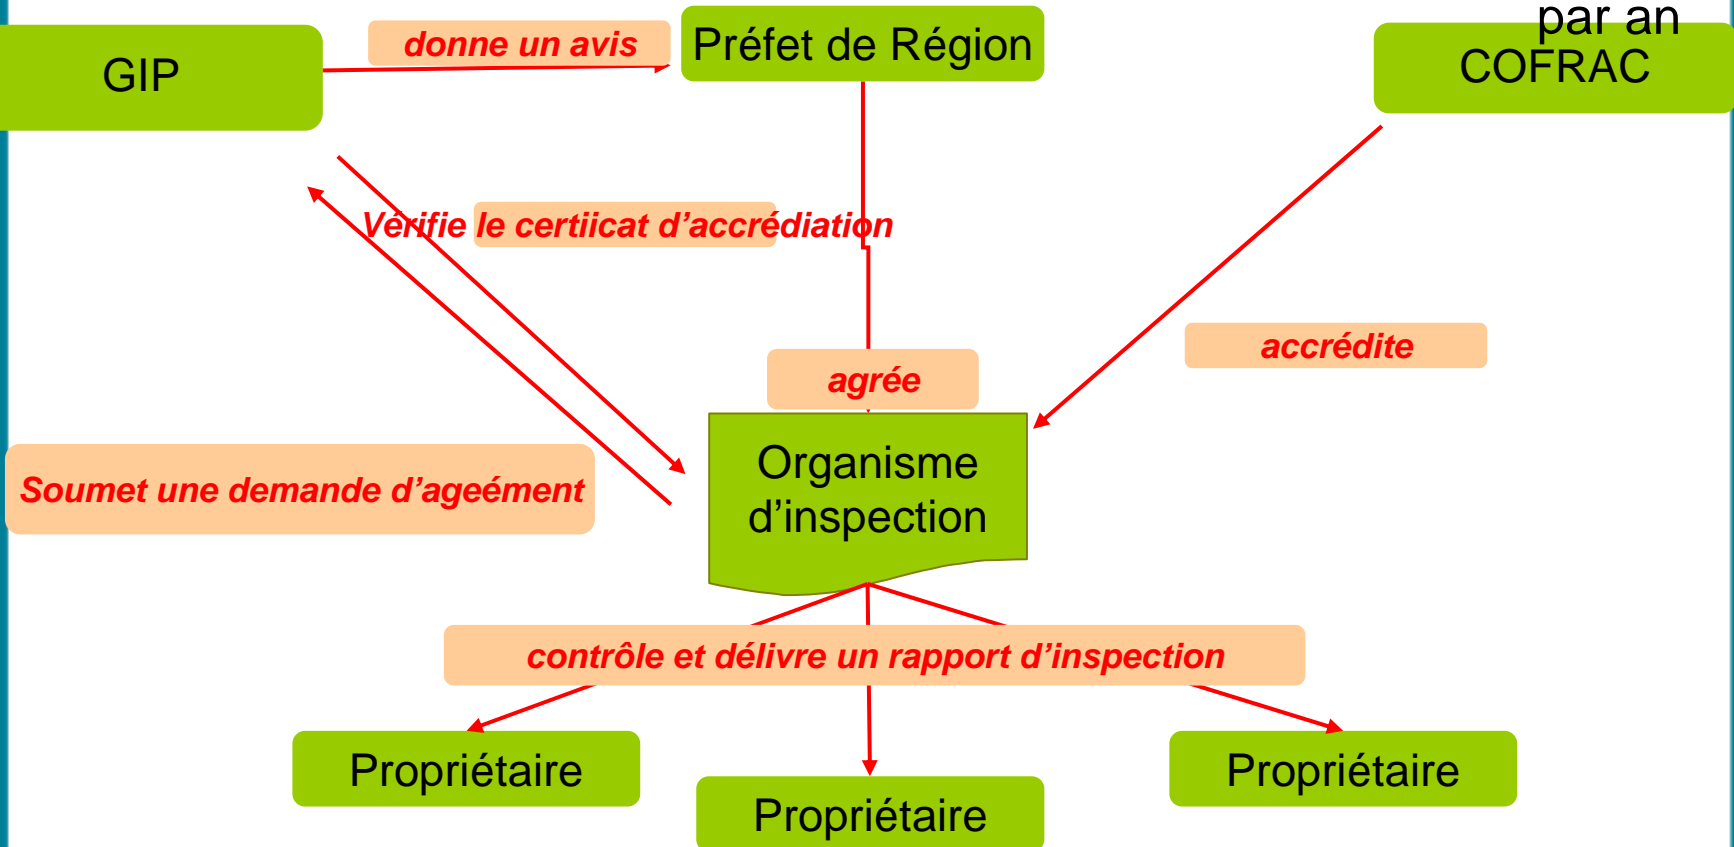 par an
donne un avis
Préfet de Région
GIP
COFRAC
Vérifie le certiicat d’accrédiation
accrédite
agrée
Organisme
d’inspection
Soumet une demande d’ageément
contrôle et délivre un rapport d’inspection
Propriétaire
Propriétaire
Propriétaire